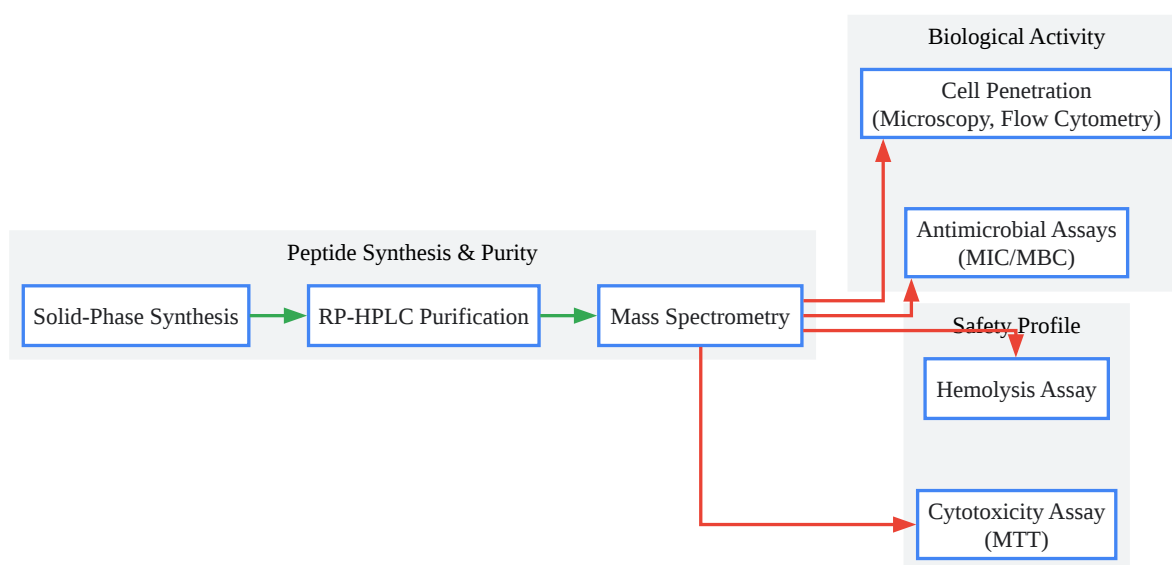 Biological Activity
Cell Penetration
(Microscopy, Flow Cytometry)
Antimicrobial Assays
(MIC/MBC)
Peptide Synthesis & Purity
Solid-Phase Synthesis
RP-HPLC Purification
Mass Spectrometry
Safety Profile
Hemolysis Assay
Cytotoxicity Assay
(MTT)